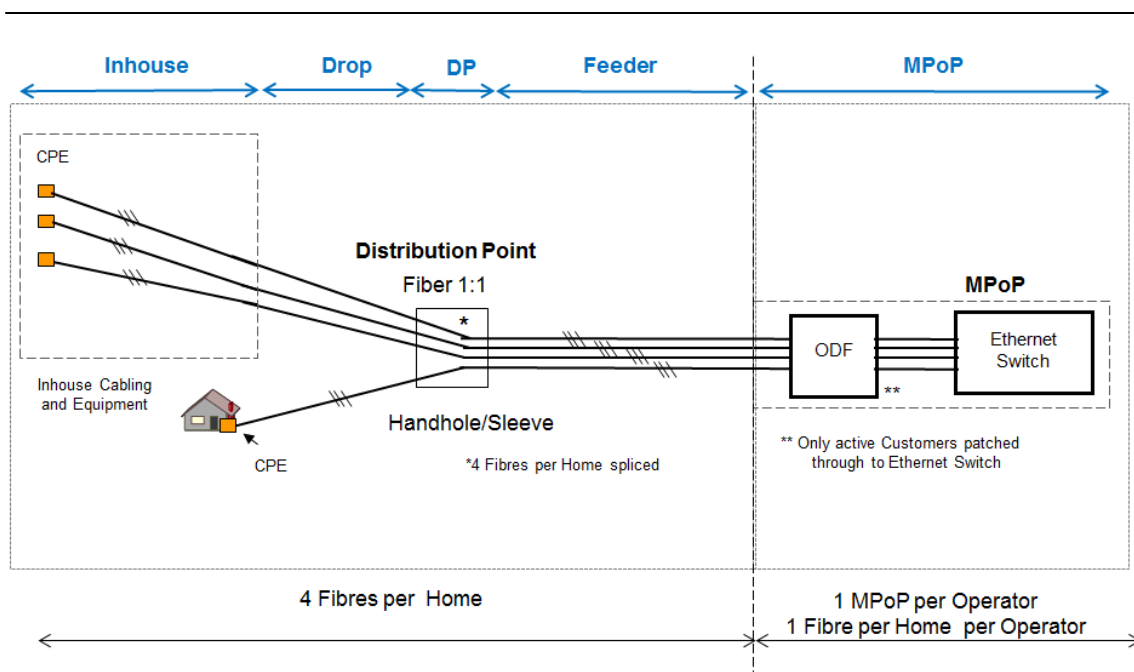 Inhouse
Drop
DP
Feeder
MPoP
CPE
Distribution Point
Fiber 1:1
*
MPoP
ODF
Ethernet
Switch
**
Inhouse Cabling
and Equipment
CPE
Handhole/Sleeve
*4 Fibres per Home spliced
** Only active Customers patched
through to Ethernet Switch
4 Fibres per Home
1 MPoP per Operator
1 Fibre per Home per Operator